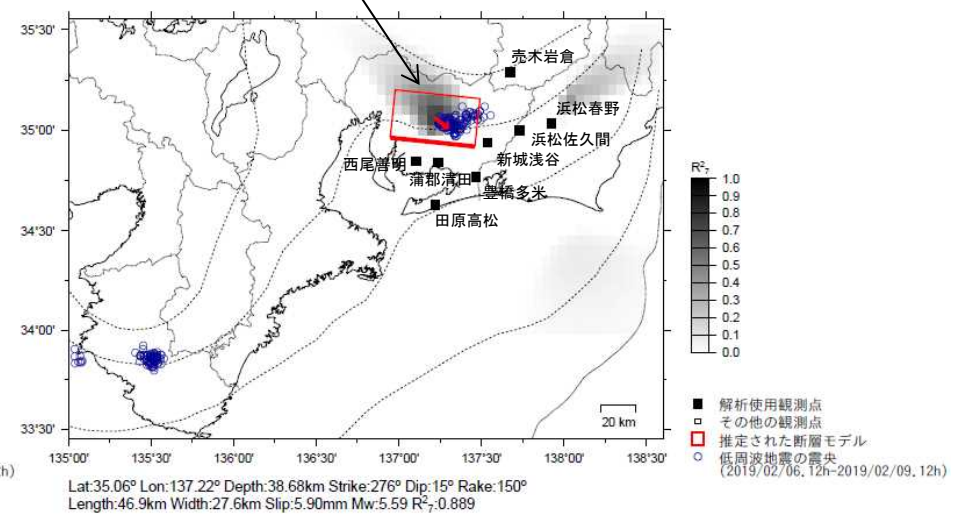 35°30'
35°00'
34°30'
34°00'
33°30'
135°00'
135°30'
136°00'
136°30'
137°00'
137°30'
138°00'
138°30'
売木岩倉
浜松春野
浜松佐久間
新城浅谷
西尾善明
蒲郡清田
豊橋多米
田原高松
20 km
R²₇
1.0
0.9
0.8
0.7
0.6
0.5
0.4
0.3
0.2
0.1
0.0
解析使用観測点
その他の観測点
推定された断層モデル
低周波地震の震央
(2019/02/06.12h-2019/02/09.12h)
h)
Lat:35.06º Lon:137.22º Depth:38.68km Strike:276º Dip:15º Rake:150º
Length:46.9km Width:27.6km Slip:5.90mm Mw:5.59 R²₇:0.889